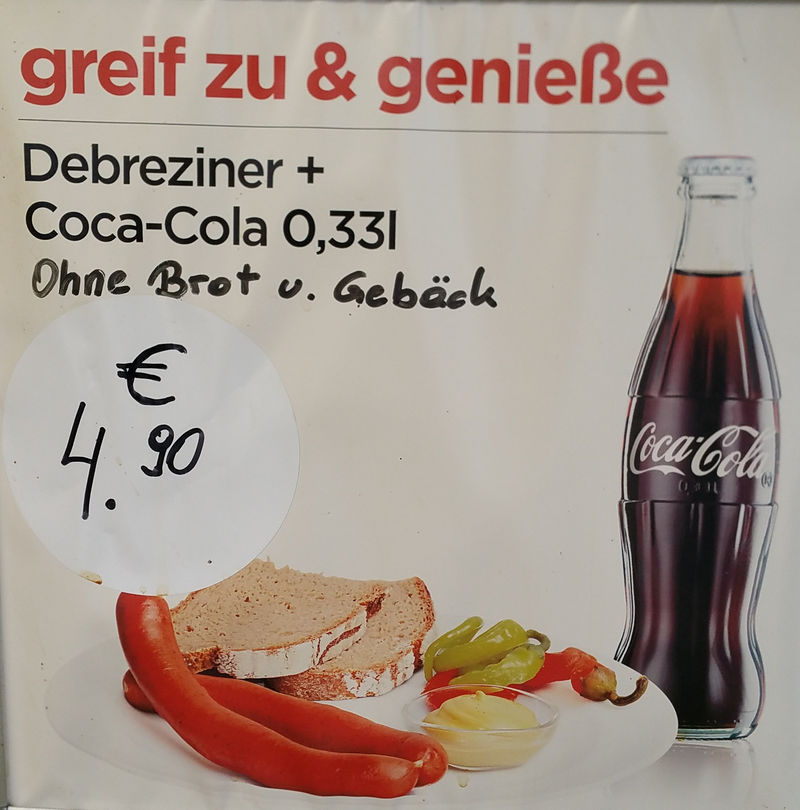 greif zu & genieße
Debreziner +
Coca-Cola 0,33l
Ohne Brot u. Gebäck
€
4.90
Coca-Cola